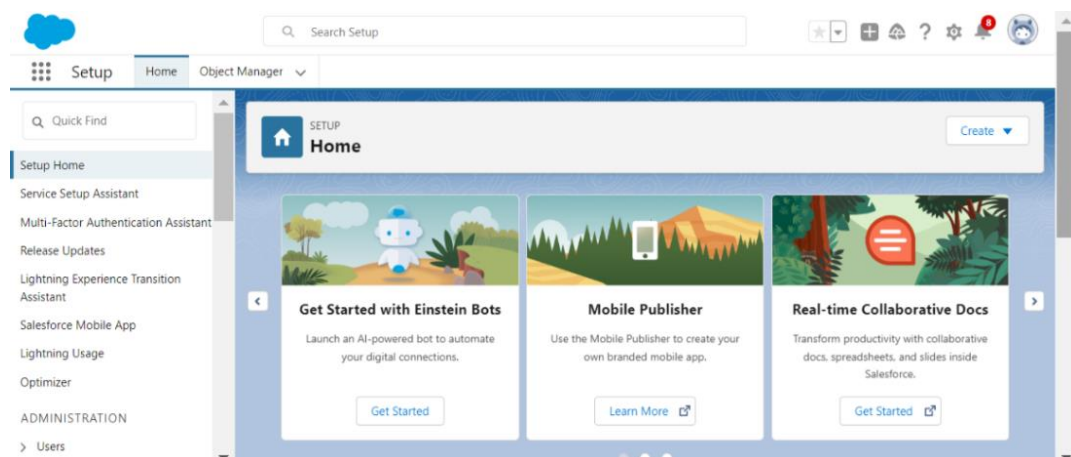 Search Setup
8
Setup
Home
Object Manager
Quick Find
Setup Home
Service Setup Assistant
Multi-Factor Authentication Assistant
Release Updates
Lightning Experience Transition
Assistant
Salesforce Mobile App
Lightning Usage
Optimizer
ADMINISTRATION
Users
SETUP
Home
Create
Get Started with Einstein Bots
Launch an AI-powered bot to automate
your digital connections.
Get Started
Mobile Publisher
Use the Mobile Publisher to create your
own branded mobile app.
Learn More
Real-time Collaborative Docs
Transform productivity with collaborative
docs, spreadsheets, and slides inside
Salesforce.
Get Started